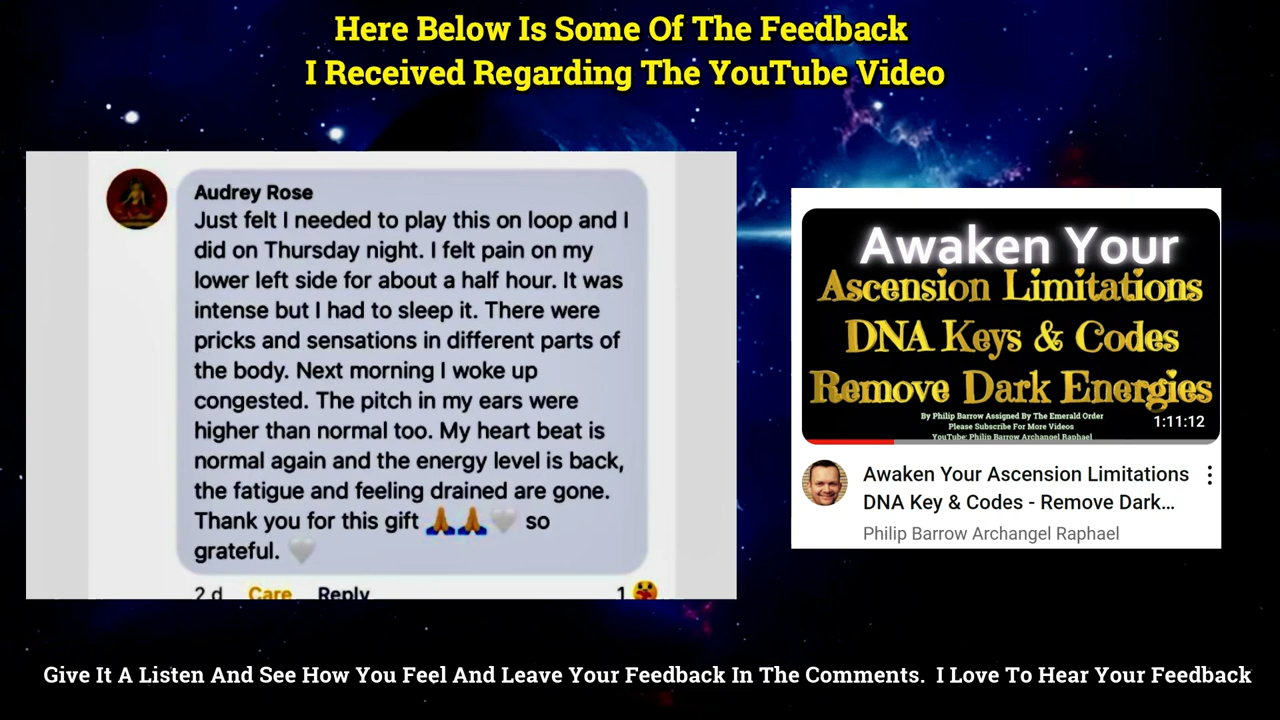 Here Below Is Some Of The Feedback
I Received Regarding The YouTube Video
Audrey Rose
Just felt I needed to play this on loop and I
did on Thursday night. I felt pain on my
lower left side for about a half hour. It was
intense but I had to sleep it. There were
pricks and sensations in different parts of
the body. Next morning I woke up
congested. The pitch in my ears were
higher than normal too. My heart beat is
normal again and the energy level is back,
the fatigue and feeling drained are gone.
Thank you for this gift 🙏🙏🤍 so
grateful. 🤍
2 d Care Reply 1
Awaken Your
Ascension Limitations
DNA Keys & Codes
Remove Dark Energies
By Philip Barrow Assigned By The Emerald Order
Please Subscribe For More Videos
YouTube: Philip Barrow Archangel Raphael
1:11:12
Awaken Your Ascension Limitations
DNA Key & Codes - Remove Dark...
Philip Barrow Archangel Raphael
Give It A Listen And See How You Feel And Leave Your Feedback In The Comments. I Love To Hear Your Feedback